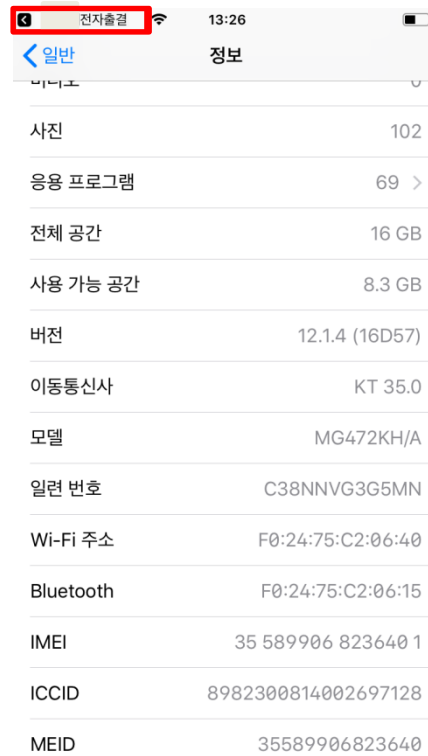 전자출결 13:26
일반 정보
비디오 0
사진 102
응용 프로그램 69
전체 공간 16 GB
사용 가능 공간 8.3 GB
버전 12.1.4 (16D57)
이동통신사 KT 35.0
모델 MG472KH/A
일련 번호 C38NNVG3G5MN
Wi-Fi 주소 F0:24:75:C2:06:40
Bluetooth F0:24:75:C2:06:15
IMEI 35 589906 823640 1
ICCID 8982300814002697128
MEID 35589906823640